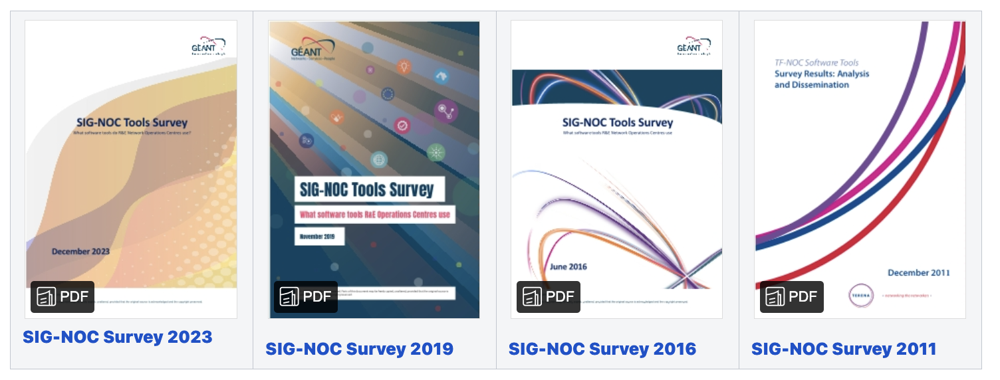 GÉANT
SIG-NOC Tools Survey
What software tools do R&E Network Operations Centres use?
December 2023
PDF
SIG-NOC Survey 2023
GÉANT
Networks • Services • People
SIG-NOC Tools Survey
What software tools R&E Operations Centres use
November 2019
PDF
SIG-NOC Survey 2019
GÉANT
SIG-NOC Tools Survey
What software tools R&E Network Operations Centres use
June 2016
PDF
SIG-NOC Survey 2016
TF-NOC Software Tools
Survey Results: Analysis
and Dissemination
December 2011
TERENA
• networking the networkers •
PDF
SIG-NOC Survey 2011